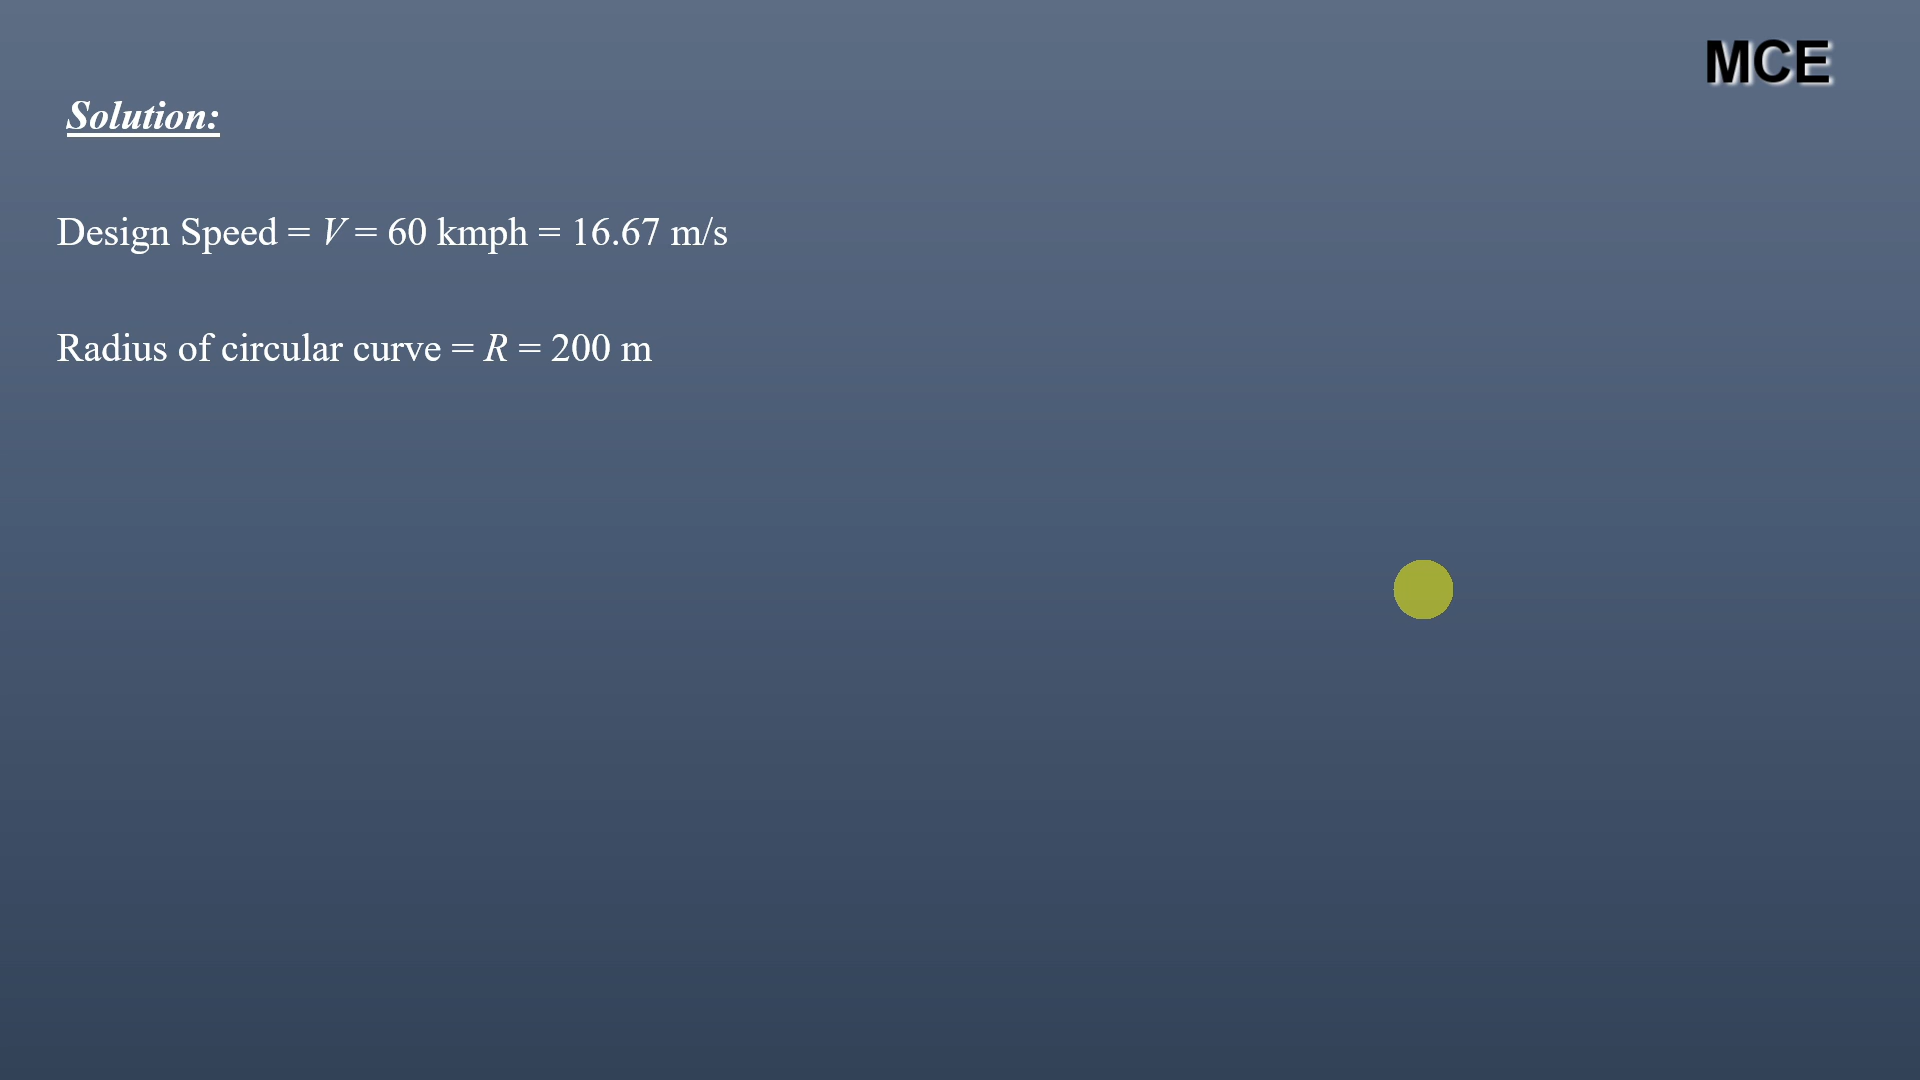 MCE
Solution:
Design Speed = V = 60 kmph = 16.67 m/s
Radius of circular curve = R = 200 m